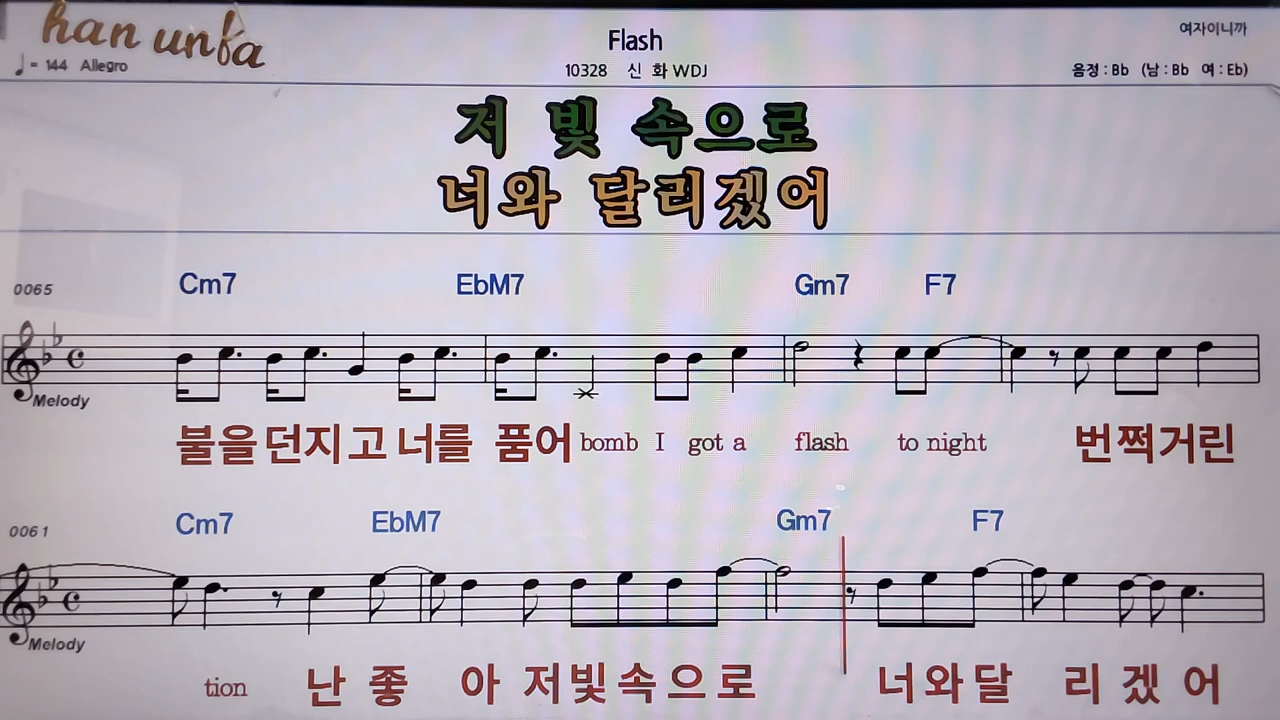 han unfa
Flash
여자이니까
♩= 144 Allegro
10328 신 화 WDJ
음정 : Bb (남 : Bb 여 : Eb)
저 빛 속으로
너와 달리겠어
Cm7 EbM7 Gm7 F7
0065
Melody
불을던지고너를 품어 bomb I got a flash to night 번쩍거린
Cm7 EbM7 Gm7 F7
0061
Melody
tion 난 좋 아 저빛속으로 너와달 리 겠 어